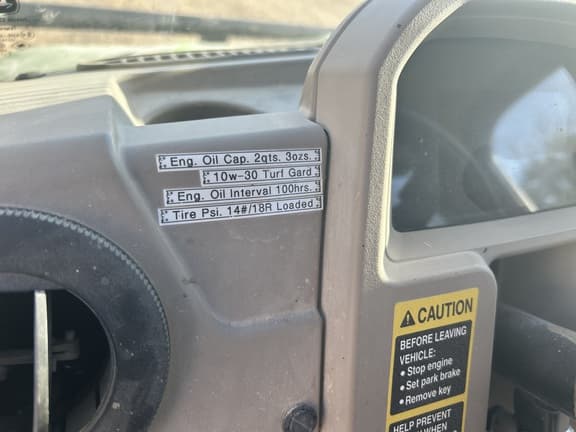 Eng. Oil Cap. 2qts. 3ozs.
10w-30 Turf Gard
Eng. Oil Interval 100hrs.
Tire Psi. 14#/18R Loaded
CAUTION
BEFORE LEAVING
VEHICLE:
• Stop engine
• Set park brake
• Remove key
HELP PREVENT
WHEN